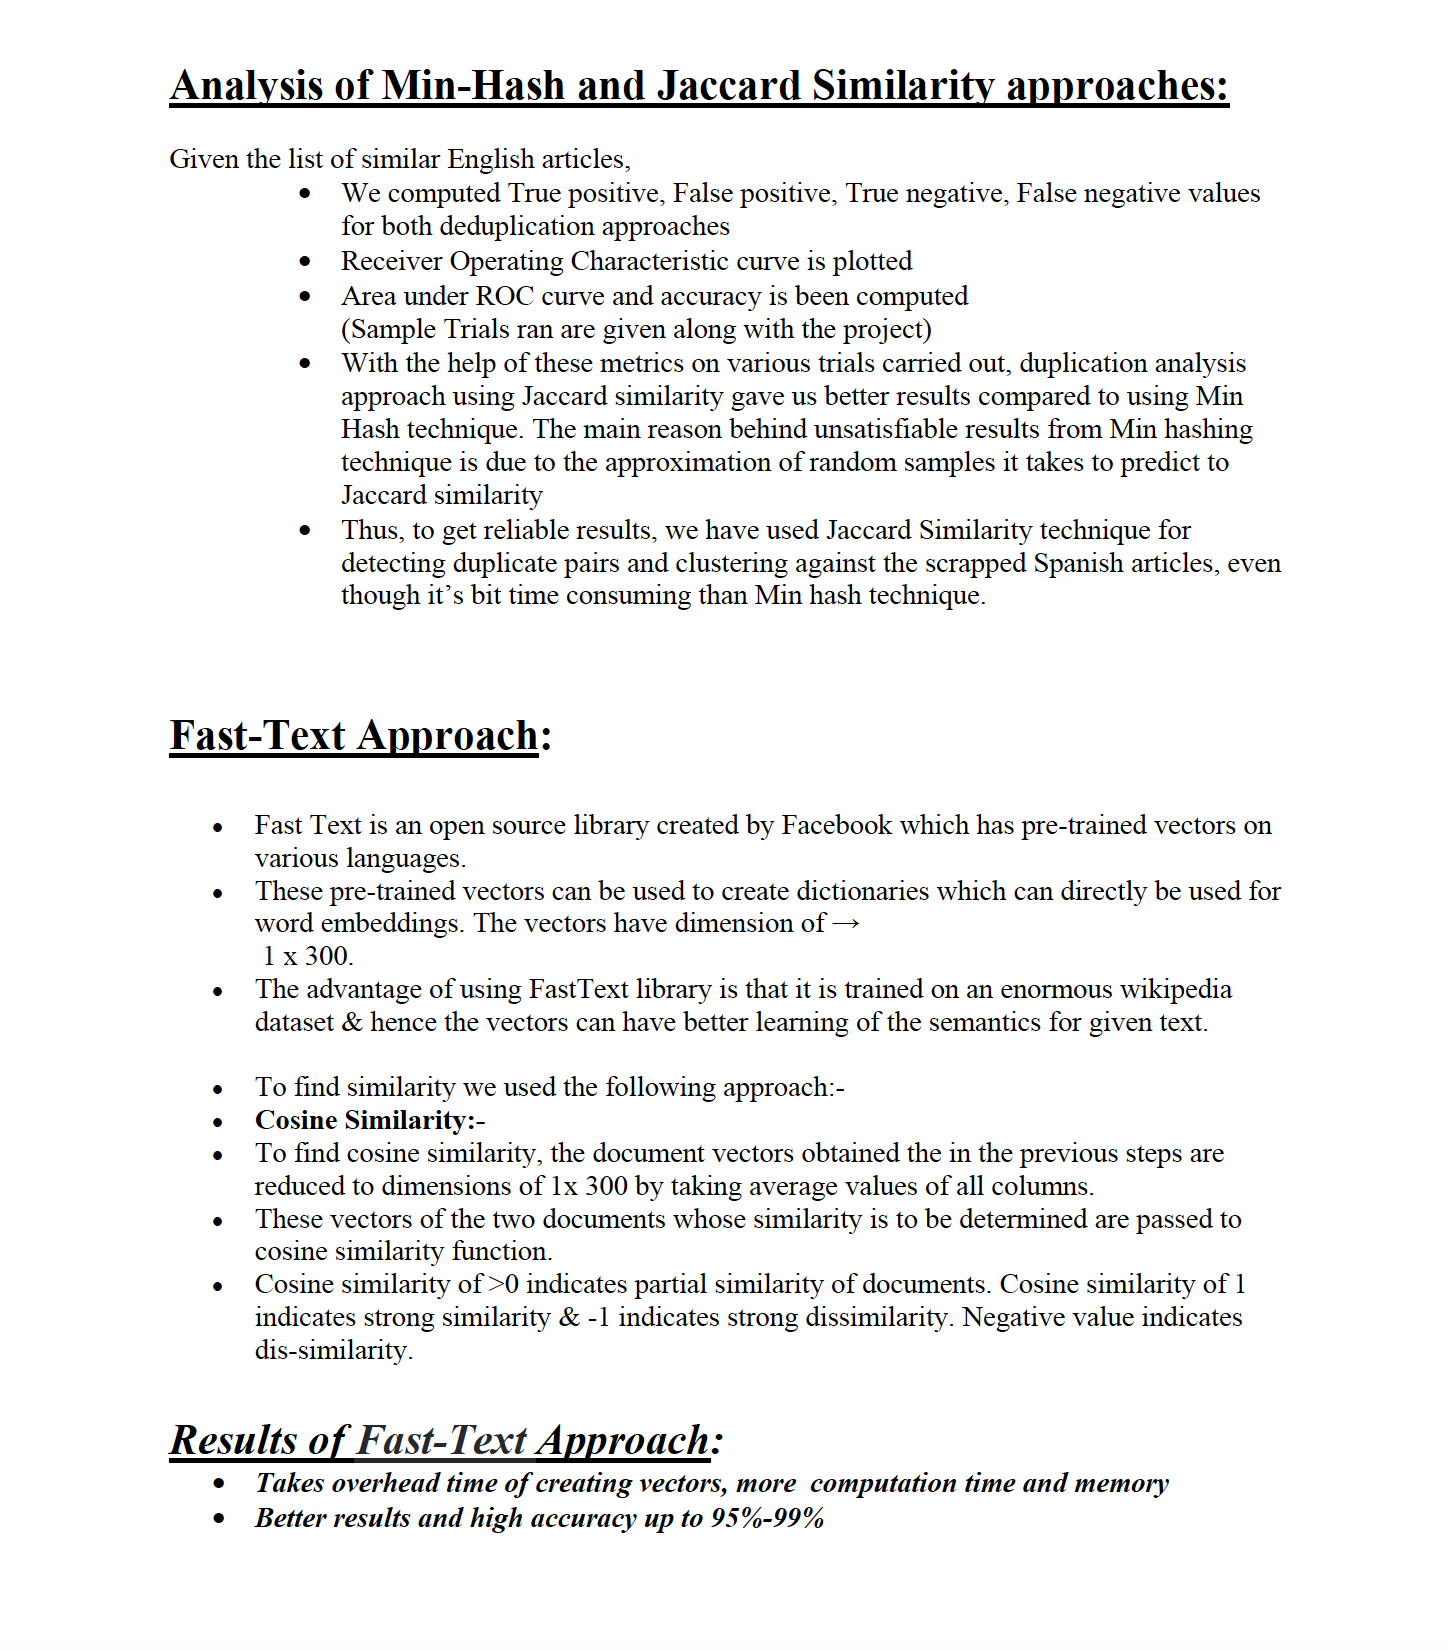 Analysis of Min-Hash and Jaccard Similarity approaches:
Given the list of similar English articles,
• We computed True positive, False positive, True negative, False negative values
for both deduplication approaches
• Receiver Operating Characteristic curve is plotted
• Area under ROC curve and accuracy is been computed
(Sample Trials ran are given along with the project)
• With the help of these metrics on various trials carried out, duplication analysis
approach using Jaccard similarity gave us better results compared to using Min
Hash technique. The main reason behind unsatisfiable results from Min hashing
technique is due to the approximation of random samples it takes to predict to
Jaccard similarity
• Thus, to get reliable results, we have used Jaccard Similarity technique for
detecting duplicate pairs and clustering against the scrapped Spanish articles, even
though it’s bit time consuming than Min hash technique.
Fast-Text Approach:
• Fast Text is an open source library created by Facebook which has pre-trained vectors on
various languages.
• These pre-trained vectors can be used to create dictionaries which can directly be used for
word embeddings. The vectors have dimension of →
1 x 300.
• The advantage of using FastText library is that it is trained on an enormous wikipedia
dataset & hence the vectors can have better learning of the semantics for given text.
• To find similarity we used the following approach:-
• Cosine Similarity:-
• To find cosine similarity, the document vectors obtained the in the previous steps are
reduced to dimensions of 1x 300 by taking average values of all columns.
• These vectors of the two documents whose similarity is to be determined are passed to
cosine similarity function.
• Cosine similarity of >0 indicates partial similarity of documents. Cosine similarity of 1
indicates strong similarity & -1 indicates strong dissimilarity. Negative value indicates
dis-similarity.
Results of Fast-Text Approach:
• Takes overhead time of creating vectors, more  computation time and memory
• Better results and high accuracy up to 95%-99%